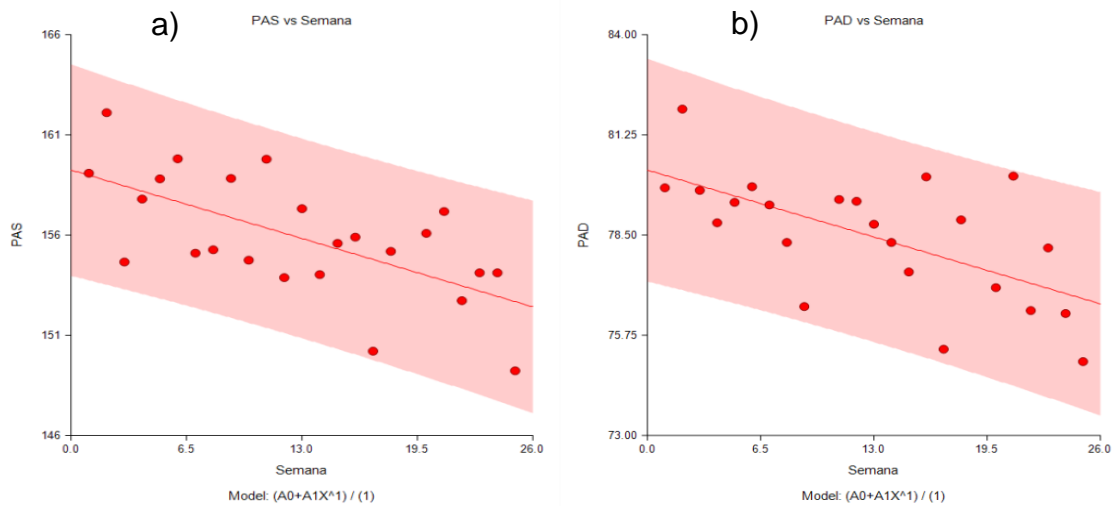 a)
PAS vs Semana
166
161
156
151
146
PAS
0.0 6.5 13.0 19.5 26.0
Semana
Model: (A0+A1X^1) / (1)
b)
PAD vs Semana
84.00
81.25
78.50
75.75
73.00
PAD
0.0 6.5 13.0 19.5 26.0
Semana
Model: (A0+A1X^1) / (1)